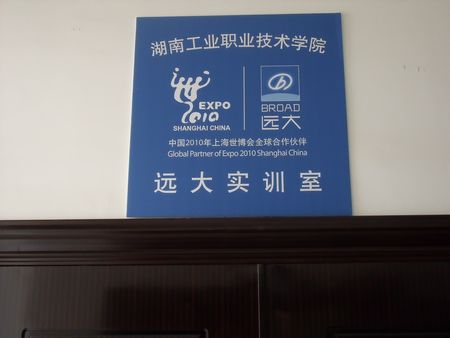 湖南工业职业技术学院
EXPO
2010
SHANGHAI CHINA
BROAD
远大
中国2010年上海世博会全球合作伙伴
Global Partner of Expo 2010 Shanghai China
远大实训室